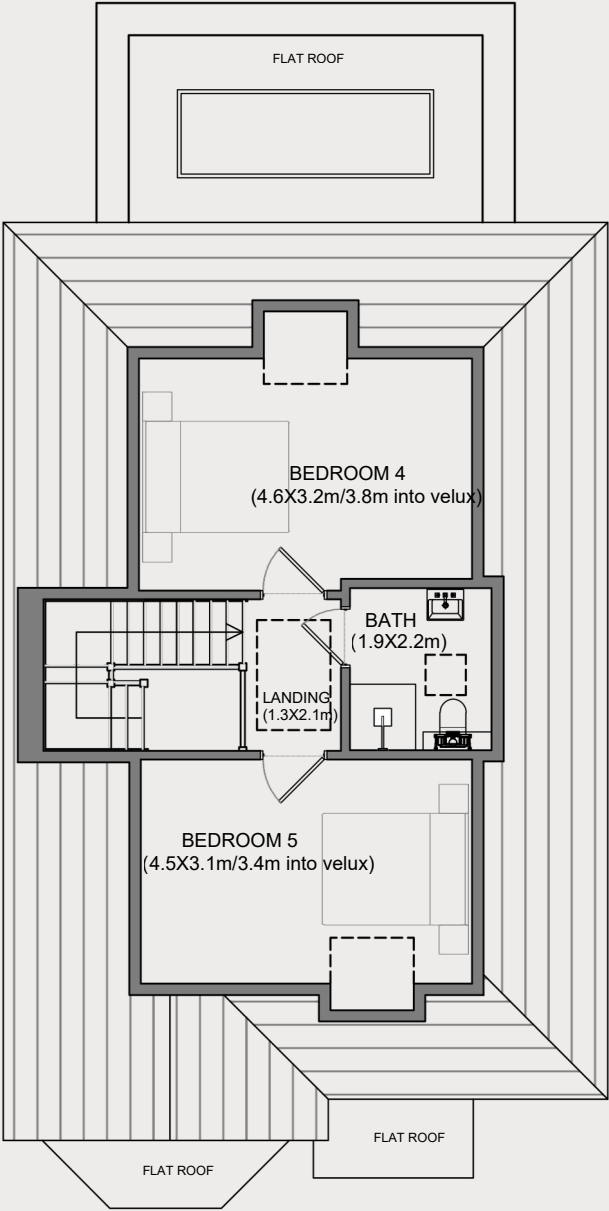 FLAT ROOF
BEDROOM 4
(4.6X3.2m/3.8m into velux)
BATH
(1.9X2.2m)
LANDING
(1.3X2.1m)
BEDROOM 5
(4.5X3.1m/3.4m into velux)
FLAT ROOF
FLAT ROOF